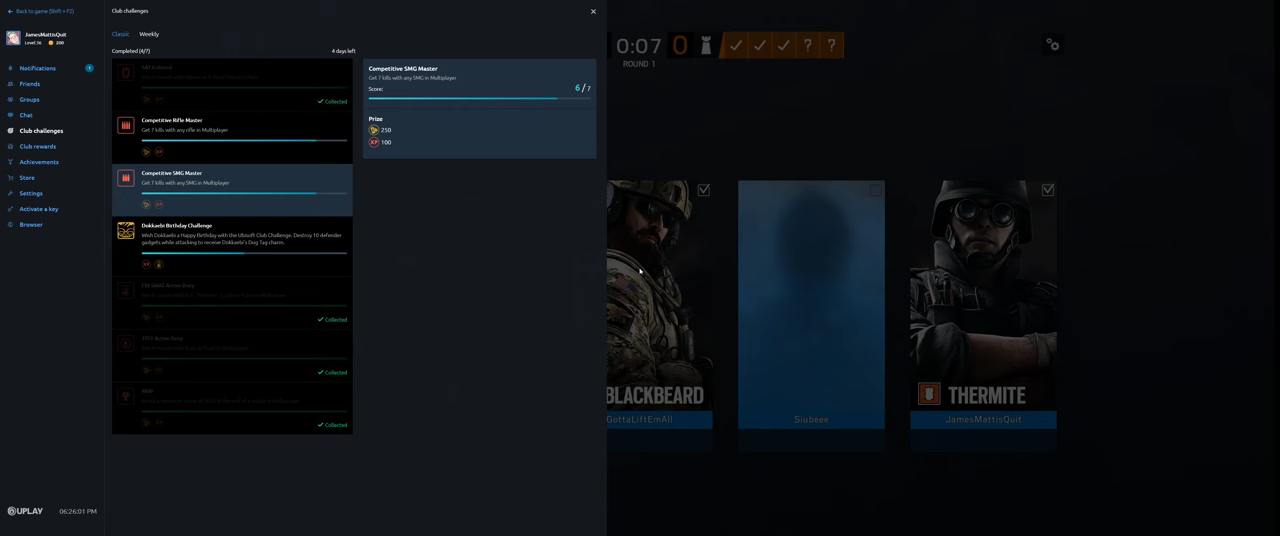 Back to game (Shift + F2)
JamesMattisQuit
Level 36 200
Notifications 1
Friends
Groups
Chat
Club challenges
Club rewards
Achievements
Store
Settings
Activate a key
Browser
UPLAY 06:26:01 PM
Club challenges
Classic Weekly
Completed (4/7) 4 days left
Collected
Competitive Rifle Master
Get 7 kills with any rifle in Multiplayer
XP
Competitive SMG Master
Get 7 kills with any SMG in Multiplayer
XP
Dokkaebi Birthday Challenge
Wish Dokkaebi a Happy Birthday with the Ubisoft Club Challenge. Destroy 10 defender
gadgets while attacking to receive Dokkaebi's Dog Tag charm.
XP
Collected
Collected
Collected
Competitive SMG Master
Get 7 kills with any SMG in Multiplayer
Score: 6 / 7
Prize
250
XP 100
0:07 0 ? ?
ROUND 1
BLACKBEARD
GottaLiftEmAll
Siubeee
THERMITE
JamesMattisQuit